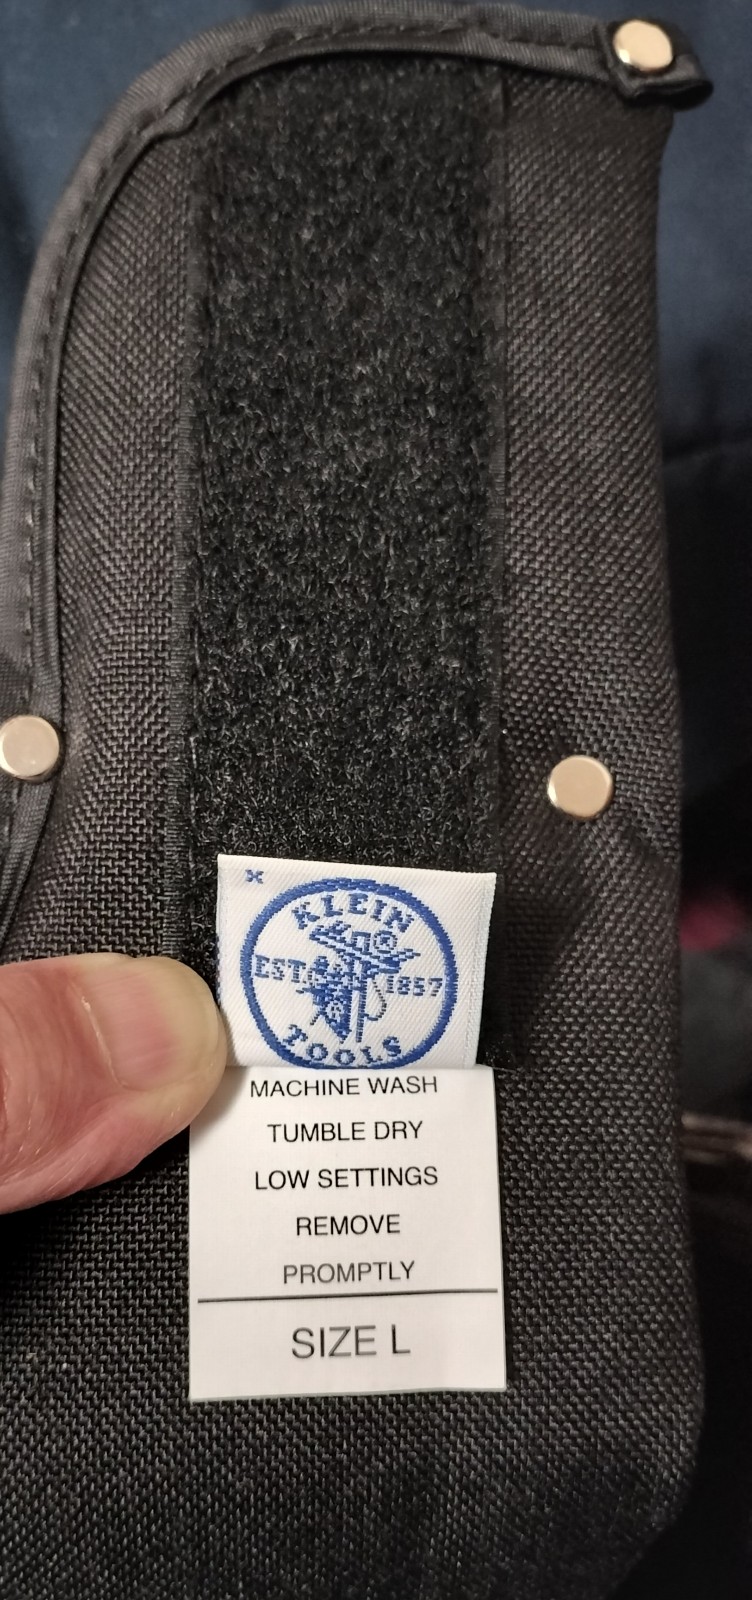 KLEIN
EST. 1857
TOOLS
MACHINE WASH
TUMBLE DRY
LOW SETTINGS
REMOVE
PROMPTLY
SIZE L